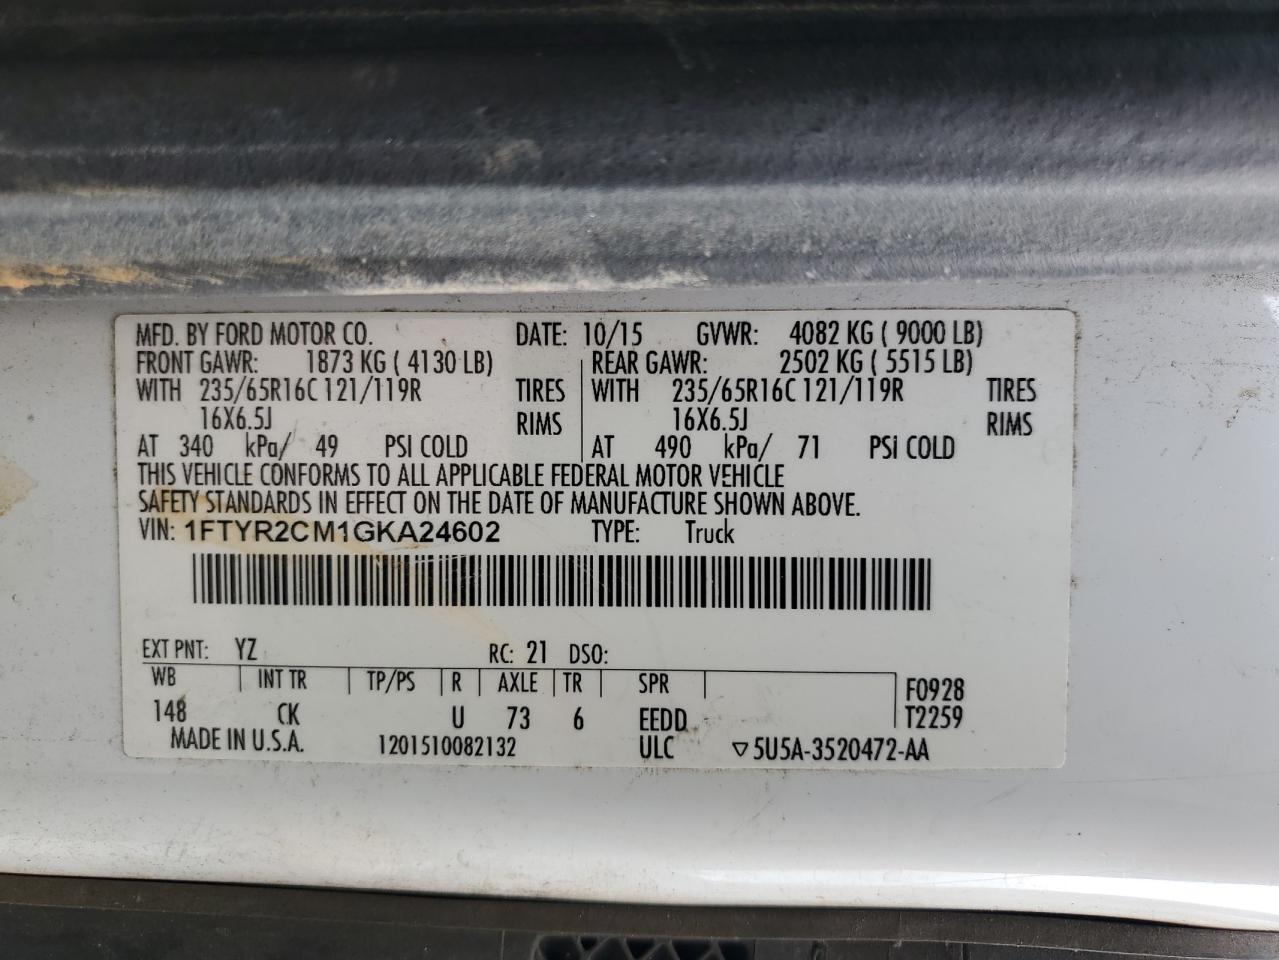 MFD. BY FORD MOTOR CO. DATE: 10/15 GVWR: 4082 KG ( 9000 LB)
FRONT GAWR: 1873 KG ( 4130 LB) REAR GAWR: 2502 KG ( 5515 LB)
WITH 235/65R16C 121/119R TIRES WITH 235/65R16C 121/119R TIRES
16X6.5J RIMS 16X6.5J RIMS
AT 340 kPa/ 49 PSI COLD AT 490 kPa/ 71 PSI COLD
THIS VEHICLE CONFORMS TO ALL APPLICABLE FEDERAL MOTOR VEHICLE
SAFETY STANDARDS IN EFFECT ON THE DATE OF MANUFACTURE SHOWN ABOVE.
VIN: 1FTYR2CM1GKA24602 TYPE: Truck
EXT PNT: YZ RC: 21 DSO:
WB INT TR TP/PS R AXLE TR SPR F0928
148 CK U 73 6 EEDD T2259
MADE IN U.S.A. 1201510082132 ULC ▽5U5A-3520472-AA